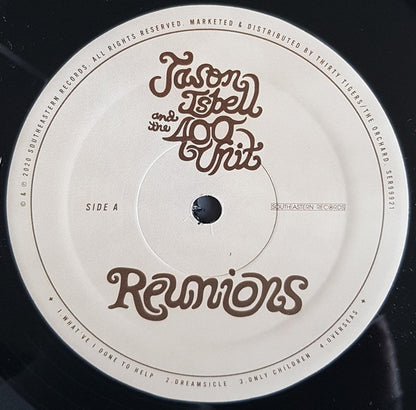 © & ℗ 2020 SOUTHEASTERN RECORDS. ALL RIGHTS RESERVED. MARKETED & DISTRIBUTED BY THIRTY TIGERS/THE ORCHARD. SER99921
Jason
Isbell
and the
400
Unit
SIDE A
SOUTHEASTERN RECORDS
Reunions
1. WHAT'VE I DONE TO HELP 2. DREAMSICLE 3. ONLY CHILDREN 4. OVERSEAS